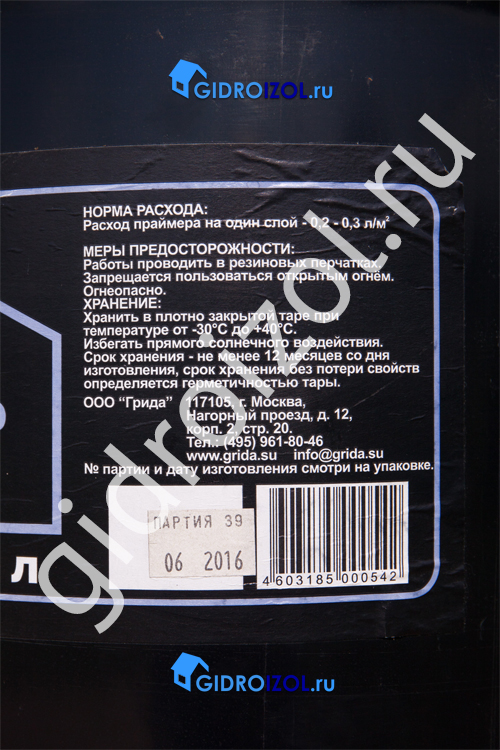 GIDROIZOL.ru
НОРМА РАСХОДА:
Расход праймера на один слой - 0,2 - 0,3 л/м²
МЕРЫ ПРЕДОСТОРОЖНОСТИ:
Работы проводить в резиновых перчатках
Запрещается пользоваться открытым огнём.
Огнеопасно.
ХРАНЕНИЕ:
Хранить в плотно закрытой таре при
температуре от -30°С до +40°С.
Избегать прямого солнечного воздействия.
Срок хранения - не менее 12 месяцев со дня
изготовления, срок хранения без потери свойств
определяется герметичностью тары.
ООО "Грида" 117105, г. Москва,
Нагорный проезд, д. 12,
корп. 2, стр. 20.
Тел.: (495) 961-80-46
www.grida.su info@grida.su
№ партии и дату изготовления смотри на упаковке.
ПАРТИЯ 39
06 2016
4 603185 000542
Л
gidroizol.ru
GIDROIZOL.ru